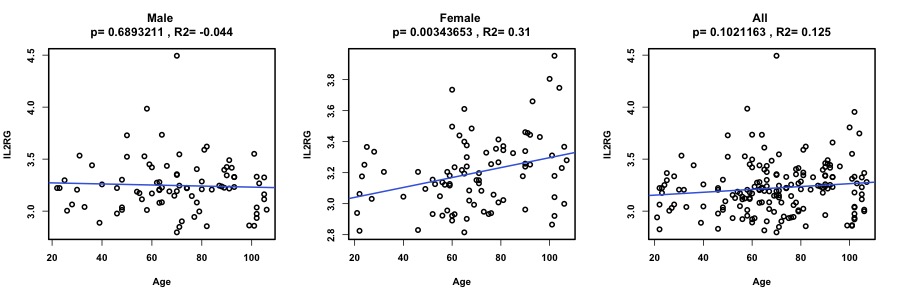 Male
p= 0.6893211 , R2= -0.044
IL2RG
4.5
4.0
3.5
3.0
20 40 60 80 100
Age
Female
p= 0.00343653 , R2= 0.31
IL2RG
3.8
3.6
3.4
3.2
3.0
2.8
20 40 60 80 100
Age
All
p= 0.1021163 , R2= 0.125
IL2RG
4.5
4.0
3.5
3.0
20 40 60 80 100
Age